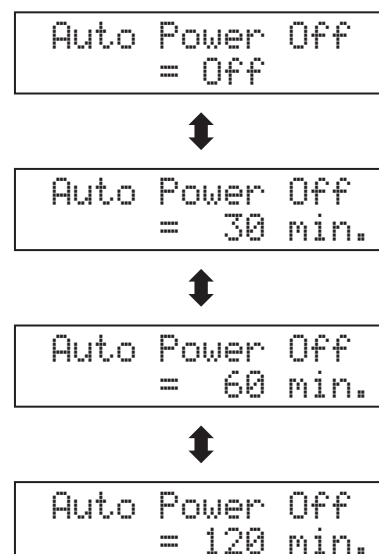 Auto Power Off
= Off
Auto Power Off
= 30 min.
Auto Power Off
= 60 min.
Auto Power Off
= 120 min.